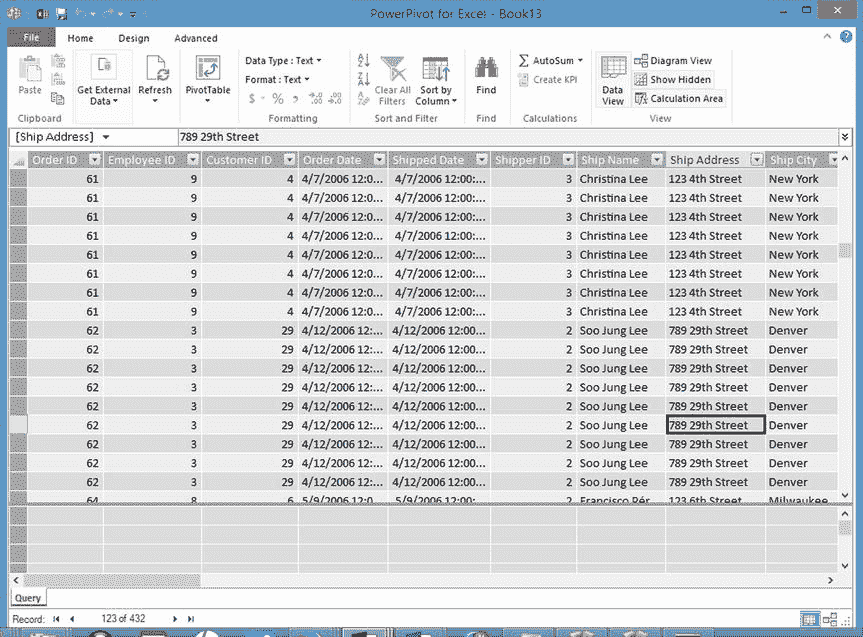 PowerPivot for Excel - Book13
File Home Design Advanced
Paste
Get External Data
Refresh
PivotTable
Data Type : Text
Format : Text
$ %
Clear All Filters
Sort by Column
Find
AutoSum
Create KPI
Data View
Diagram View
Show Hidden
Calculation Area
Clipboard Formatting Sort and Filter Find Calculations View
[Ship Address] 789 29th Street
Order ID Employee ID Customer ID Order Date Shipped Date Shipper ID Ship Name Ship Address Ship City
61 9 4 4/7/2006 12:0... 4/7/2006 12:00:... 3 Christina Lee 123 4th Street New York
61 9 4 4/7/2006 12:0... 4/7/2006 12:00:... 3 Christina Lee 123 4th Street New York
61 9 4 4/7/2006 12:0... 4/7/2006 12:00:... 3 Christina Lee 123 4th Street New York
61 9 4 4/7/2006 12:0... 4/7/2006 12:00:... 3 Christina Lee 123 4th Street New York
61 9 4 4/7/2006 12:0... 4/7/2006 12:00:... 3 Christina Lee 123 4th Street New York
61 9 4 4/7/2006 12:0... 4/7/2006 12:00:... 3 Christina Lee 123 4th Street New York
61 9 4 4/7/2006 12:0... 4/7/2006 12:00:... 3 Christina Lee 123 4th Street New York
61 9 4 4/7/2006 12:0... 4/7/2006 12:00:... 3 Christina Lee 123 4th Street New York
62 3 29 4/12/2006 12:... 4/12/2006 12:00... 2 Soo Jung Lee 789 29th Street Denver
62 3 29 4/12/2006 12:... 4/12/2006 12:00... 2 Soo Jung Lee 789 29th Street Denver
62 3 29 4/12/2006 12:... 4/12/2006 12:00... 2 Soo Jung Lee 789 29th Street Denver
62 3 29 4/12/2006 12:... 4/12/2006 12:00... 2 Soo Jung Lee 789 29th Street Denver
62 3 29 4/12/2006 12:... 4/12/2006 12:00... 2 Soo Jung Lee 789 29th Street Denver
62 3 29 4/12/2006 12:... 4/12/2006 12:00... 2 Soo Jung Lee 789 29th Street Denver
62 3 29 4/12/2006 12:... 4/12/2006 12:00... 2 Soo Jung Lee 789 29th Street Denver
62 3 29 4/12/2006 12:... 4/12/2006 12:00... 2 Soo Jung Lee 789 29th Street Denver
62 3 29 4/12/2006 12:... 4/12/2006 12:00... 2 Soo Jung Lee 789 29th Street Denver
64 8 6 5/9/2006 12:0... 5/9/2006 12:00:... 2 Francisco Pér... 123 6th Street Milwaukee
Query
Record: 123 of 432